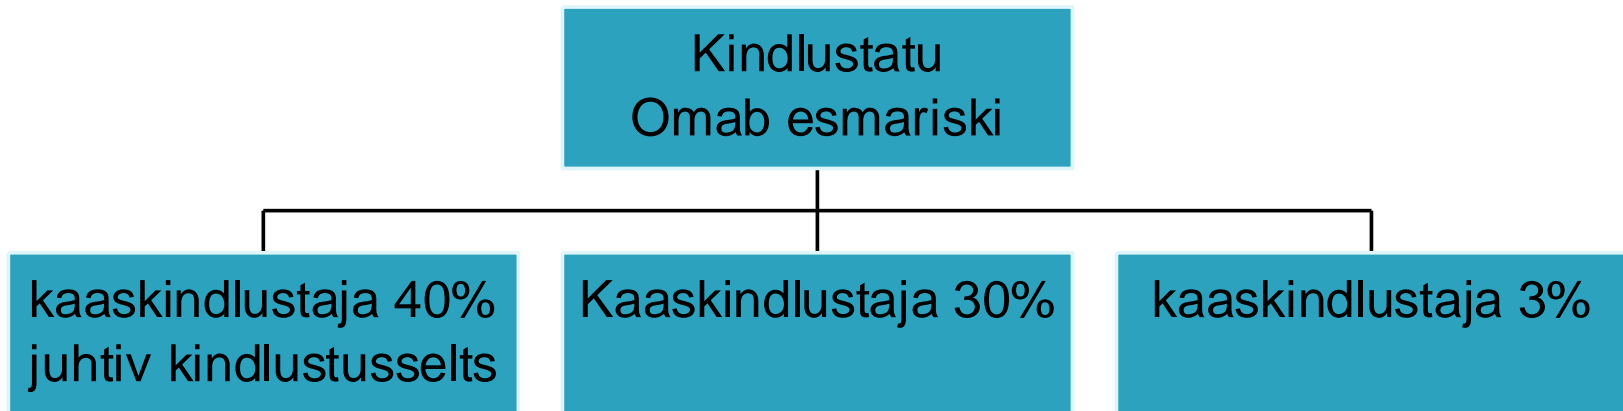 Kindlustatu
Omab esmariski
kaaskindlustaja 40%
juhtiv kindlustusselts
Kaaskindlustaja 30%
kaaskindlustaja 3%